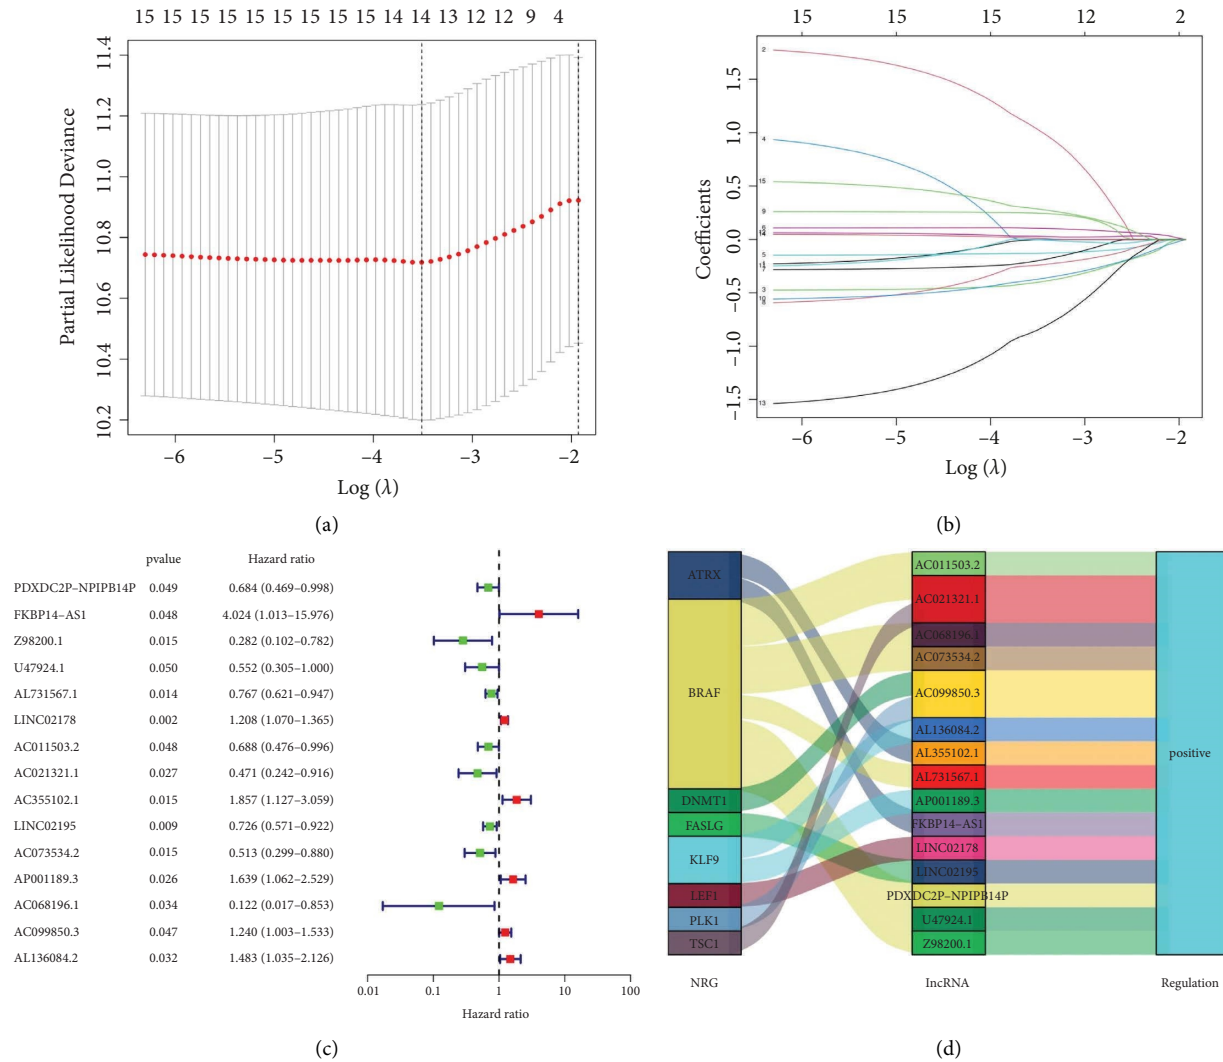 15 15 15 15 15 15 15 15 15 14 14 13 12 12 9 4
11.4
11.2
11.0
10.8
10.6
10.4
10.2
Partial Likelihood Deviance
−6 −5 −4 −3 −2
Log (λ)
(a)
15 15 15 12 2
1.5
1.0
0.5
0.0
−0.5
−1.0
−1.5
Coefficients
2
4
15
9
6
5
7
3
10
8
13
−6 −5 −4 −3 −2
Log (λ)
(b)
pvalue Hazard ratio
PDXDC2P−NPIPB14P 0.049 0.684 (0.469−0.998)
FKBP14−AS1 0.048 4.024 (1.013−15.976)
Z98200.1 0.015 0.282 (0.102−0.782)
U47924.1 0.050 0.552 (0.305−1.000)
AL731567.1 0.014 0.767 (0.621−0.947)
LINC02178 0.002 1.208 (1.070−1.365)
AC011503.2 0.048 0.688 (0.476−0.996)
AC021321.1 0.027 0.471 (0.242−0.916)
AC355102.1 0.015 1.857 (1.127−3.059)
LINC02195 0.009 0.726 (0.571−0.922)
AC073534.2 0.015 0.513 (0.299−0.880)
AP001189.3 0.026 1.639 (1.062−2.529)
AC068196.1 0.034 0.122 (0.017−0.853)
AC099850.3 0.047 1.240 (1.003−1.533)
AL136084.2 0.032 1.483 (1.035−2.126)
0.01 0.1 1 10 100
Hazard ratio
(c)
ATRX
BRAF
DNMT1
FASLG
KLF9
LEF1
PLK1
TSC1
NRG
AC011503.2
AC021321.1
AC068196.1
AC073534.2
AC099850.3
AL136084.2
AL355102.1
AL731567.1
AP001189.3
FKBP14−AS1
LINC02178
LINC02195
PDXDC2P−NPIPB14P
U47924.1
Z98200.1
IncRNA
positive
Regulation
(d)